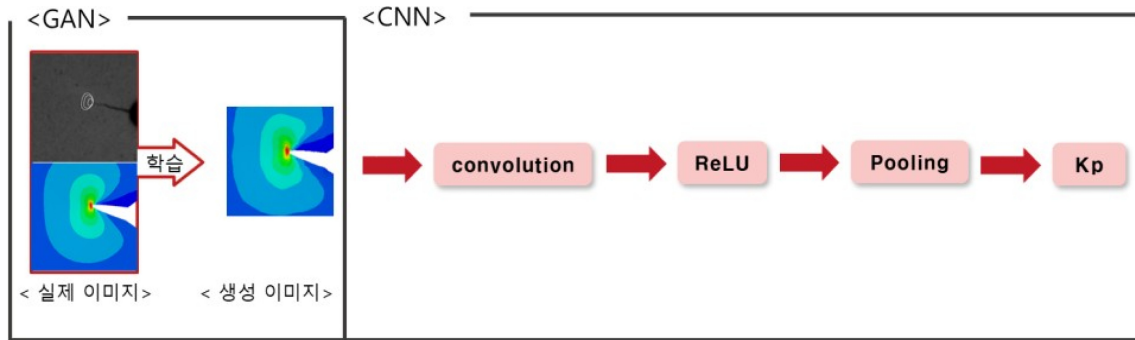 <GAN>
<CNN>
학습
convolution
ReLU
Pooling
Kp
< 실제 이미지>
< 생성 이미지>